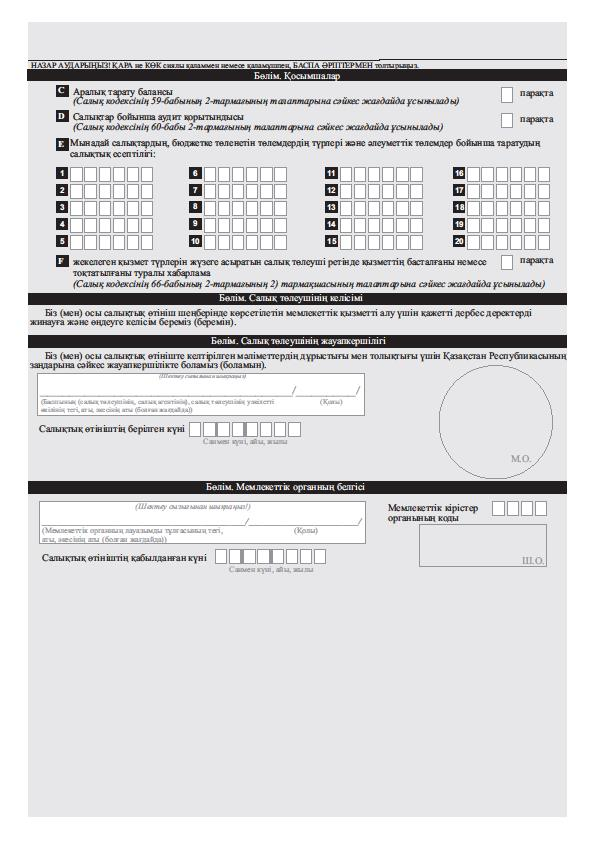 НАЗАР АУДАРЫҢЫЗ! ҚАРА не КӨК сиялы қаламмен немесе қаламұшпен, БАСПА ӘРІПТЕРМЕН толтырыңыз.
Бөлім. Қосымшалар
C Аралық тарату балансы парақта
(Салық кодексінің 59-бабының 2-тармағының талаптарына сәйкес жағдайда ұсынылады)
D Салықтар бойынша аудит қорытындысы парақта
(Салық кодексінің 60-бабы 2-тармағының талаптарына сәйкес жағдайда ұсынылады)
E Мынадай салықтардың, бюджетке төленетін төлемдердің түрлері және әлеуметтік төлемдер бойынша таратудың
салықтық есептілігі:
1 6 11 16
2 7 12 17
3 8 13 18
4 9 14 19
5 10 15 20
F жекелеген қызмет түрлерін жүзеге асыратын салық төлеуші ретінде қызметтің басталғаны немесе парақта
тоқтатылғаны туралы хабарлама
(Салық кодексінің 66-бабының 2-тармағының 2) тармақшасының талаптарына сәйкес жағдайда ұсынылады)
Бөлім. Салық төлеушінің келісімі
Біз (мен) осы салықтық өтініш шеңберінде көрсетілетін мемлекеттік қызметті алу үшін қажетті дербес деректерді
жинауға және өңдеуге келісім береміз (беремін).
Бөлім. Салық төлеушінің жауапкершілігі
Біз (мен) осы салықтық өтініште келтірілген мәліметтердің дұрыстығы мен толықтығы үшін Қазақстан Республикасының
заңдарына сәйкес жауапкершілікте боламыз (боламын).
(Шектеу сызығынан шықпаңыз)
/ /
(Басшының (салық төлеушінің, салық агентінің), салық төлеушінің уәкілетті (Қолы)
өкілінің тегі, аты, әкесінің аты (болған жағдайда))
Салықтық өтініштің берілген күні
Санмен күні, айы, жылы
М.О.
Бөлім. Мемлекеттік органның белгісі
(Шектеу сызығынан шықпаңыз!)
/ /
(Мемлекеттік органның лауазымды тұлғасының тегі, (Қолы)
аты, әкесінің аты (болған жағдайда))
Мемлекеттік кірістер
органының коды
Салықтық өтініштің қабылданған күні
Ш.О.
Санмен күні, айы, жылы